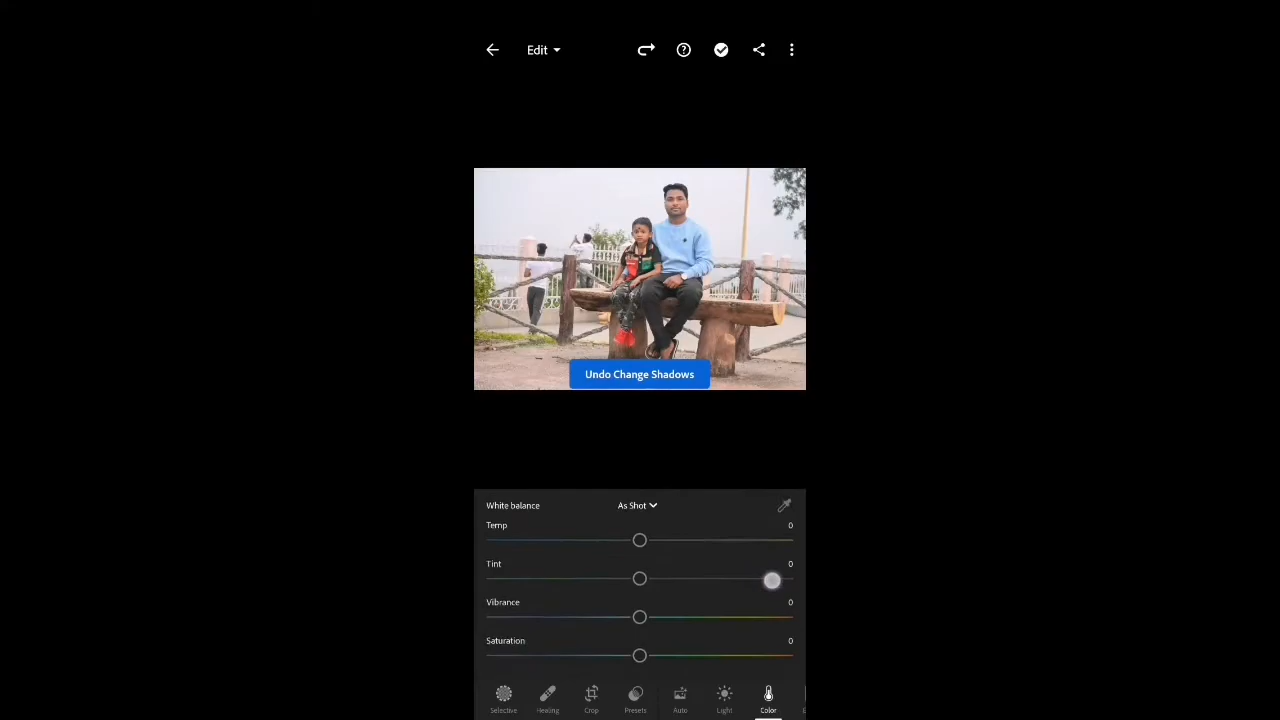 Edit
Undo Change Shadows
White balance As Shot
Temp 0
Tint 0
Vibrance 0
Saturation 0
Selective Healing Crop Presets Auto Light Color